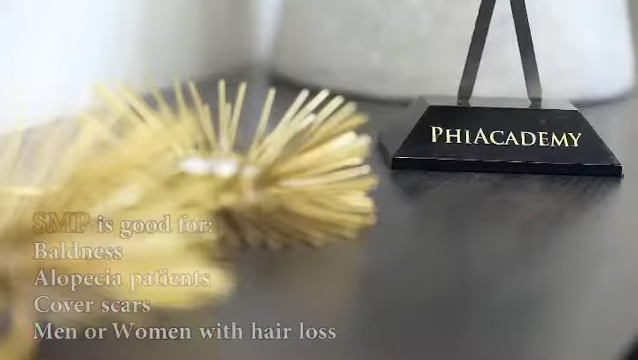 PHIACADEMY
SMP is good for:
Baldness
Alopecia patients
Cover scars
Men or Women with hair loss